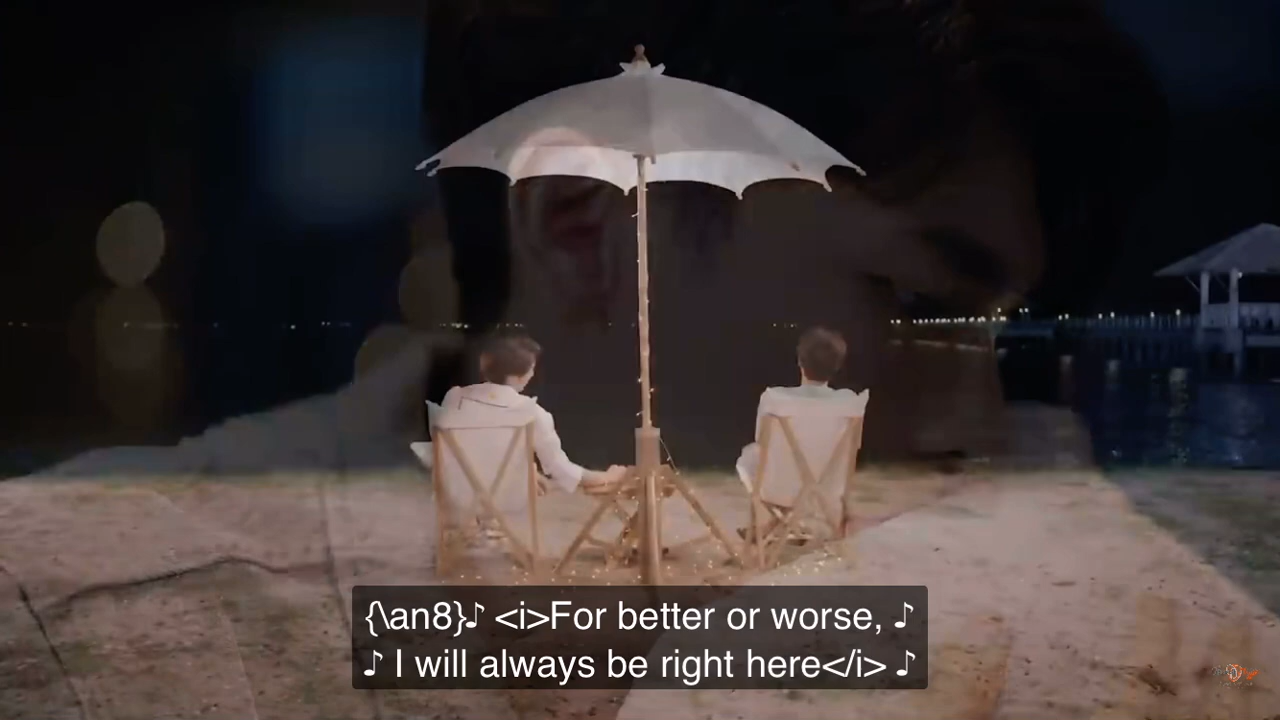 {\an8}♪ <i>For better or worse, ♪
♪ I will always be right here</i> ♪